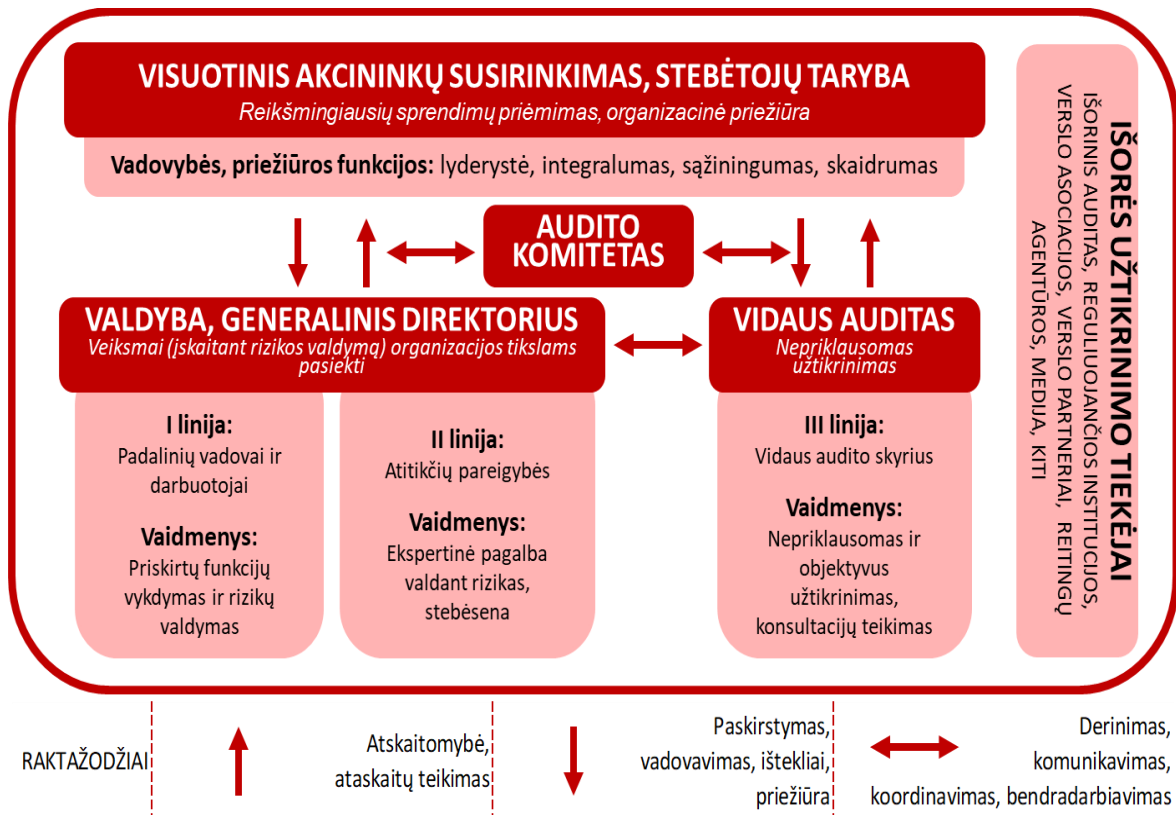 VISUOTINIS AKCININKŲ SUSIRINKIMAS, STEBĖTOJŲ TARYBA
Reikšmingiausių sprendimų priėmimas, organizacinė priežiūra
Vadovybės, priežiūros funkcijos: lyderystė, integralumas, sąžiningumas, skaidrumas
AUDITO
KOMITETAS
VALDYBA, GENERALINIS DIREKTORIUS
Veiksmai (įskaitant rizikos valdymą) organizacijos tikslams
pasiekti
VIDAUS AUDITAS
Nepriklausomas
užtikrinimas
I linija:
Padalinių vadovai ir
darbuotojai
Vaidmenys:
Priskirtų funkcijų
vykdymas ir rizikų
valdymas
II linija:
Atitikčių pareigybės
Vaidmenys:
Ekspertinė pagalba
valdant rizikas,
stebėsena
III linija:
Vidaus audito skyrius
Vaidmenys:
Nepriklausomas ir
objektyvus
užtikrinimas,
konsultacijų teikimas
IŠORĖS UŽTIKRINIMO TIEKĖJAI
IŠORINIS AUDITAS, REGULIUOJANČIOS INSTITUCIJOS,
VERSLO ASOCIACIJOS, VERSLO PARTNERIAI, REITINGŲ
AGENTŪROS, MEDIJA, KITI
RAKTAŽODŽIAI
Atskaitomybė,
ataskaitų teikimas
Paskirstymas,
vadovavimas, ištekliai,
priežiūra
Derinimas,
komunikavimas,
koordinavimas, bendradarbiavimas